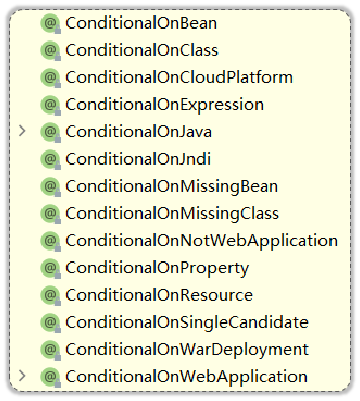 @ ConditionalOnBean
@ ConditionalOnClass
@ ConditionalOnCloudPlatform
@ ConditionalOnExpression
@ ConditionalOnJava
@ ConditionalOnJndi
@ ConditionalOnMissingBean
@ ConditionalOnMissingClass
@ ConditionalOnNotWebApplication
@ ConditionalOnProperty
@ ConditionalOnResource
@ ConditionalOnSingleCandidate
@ ConditionalOnWarDeployment
@ ConditionalOnWebApplication